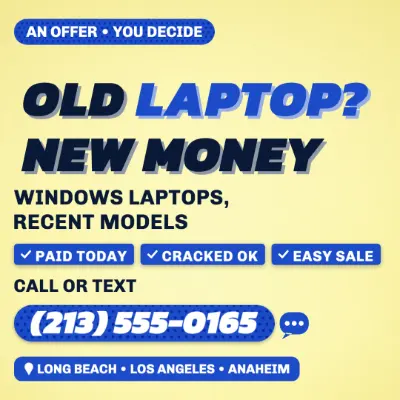 AN OFFER • YOU DECIDE
OLD LAPTOP?
NEW MONEY
WINDOWS LAPTOPS,
RECENT MODELS
PAID TODAY CRACKED OK EASY SALE
CALL OR TEXT
(213) 555-0165
LONG BEACH • LOS ANGELES • ANAHEIM